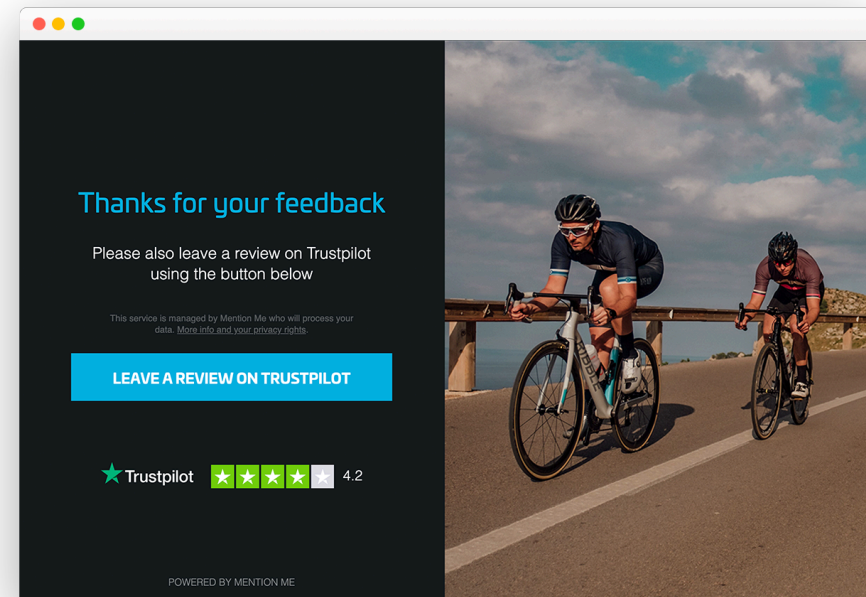 Thanks for your feedback
Please also leave a review on Trustpilot
using the button below
This service is managed by Mention Me who will process your
data. More info and your privacy rights.
LEAVE A REVIEW ON TRUSTPILOT
Trustpilot 4.2
POWERED BY MENTION ME
RIBBLE